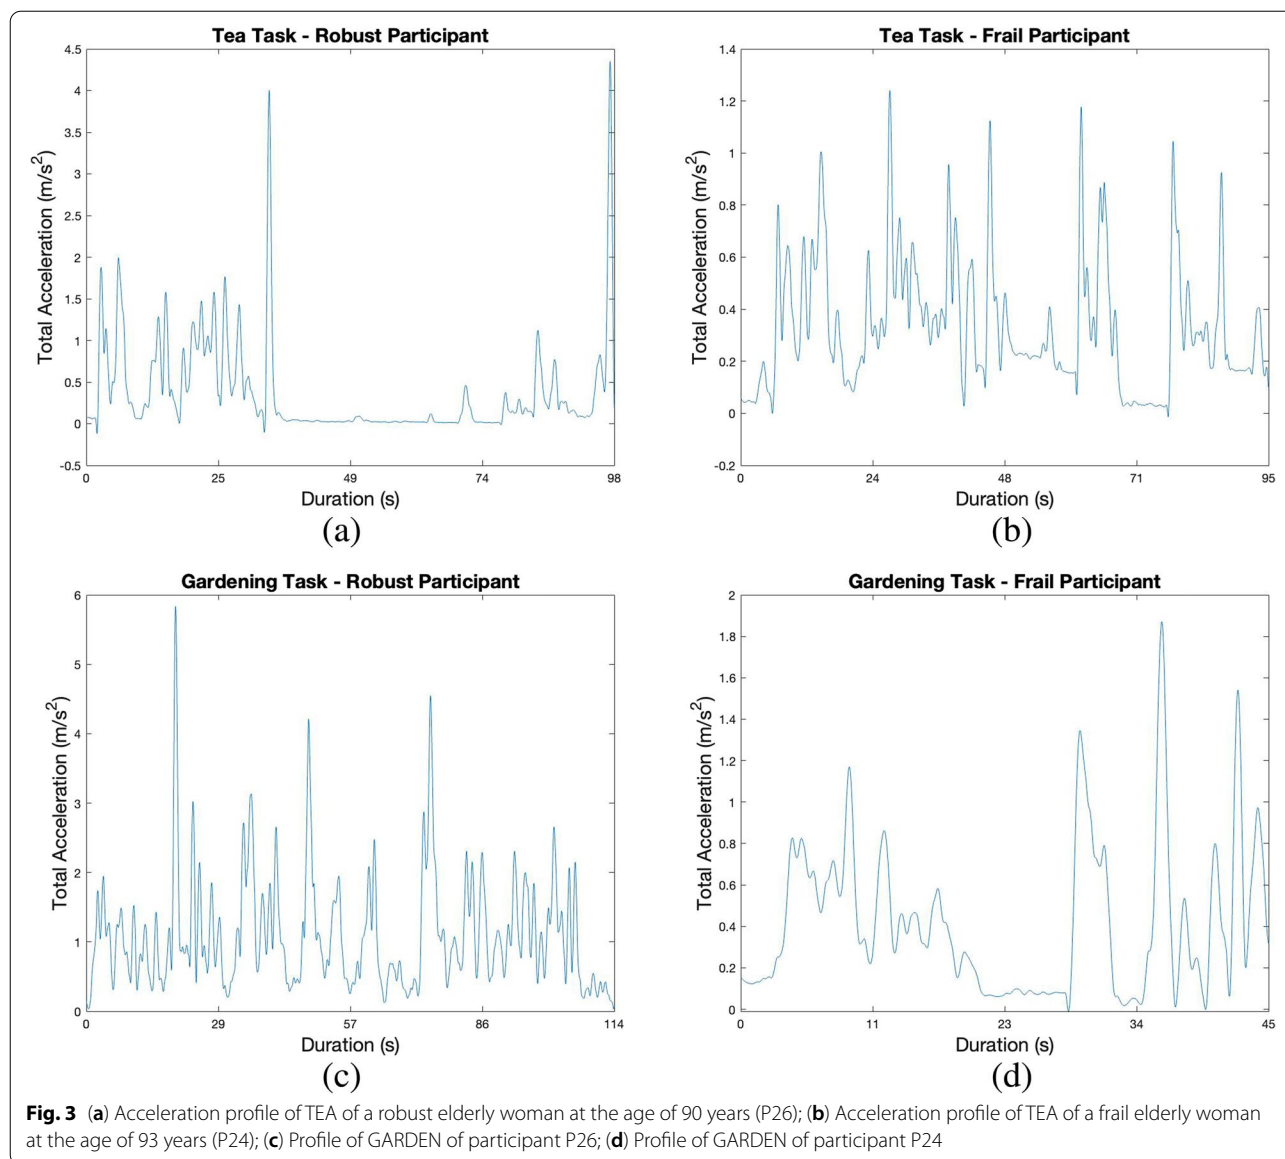 Tea Task - Robust Participant
4.5
4
3.5
3
2.5
2
1.5
1
0.5
0
-0.5
Total Acceleration (m/s²)
0 25 49 74 98
Duration (s)
(a)
Tea Task - Frail Participant
1.4
1.2
1
0.8
0.6
0.4
0.2
0
-0.2
Total Acceleration (m/s²)
0 24 48 71 95
Duration (s)
(b)
Gardening Task - Robust Participant
6
5
4
3
2
1
0
Total Acceleration (m/s²)
0 29 57 86 114
Duration (s)
(c)
Gardening Task - Frail Participant
2
1.8
1.6
1.4
1.2
1
0.8
0.6
0.4
0.2
0
Total Acceleration (m/s²)
0 11 23 34 45
Duration (s)
(d)
Fig. 3 (a) Acceleration profile of TEA of a robust elderly woman at the age of 90 years (P26); (b) Acceleration profile of TEA of a frail elderly woman
at the age of 93 years (P24); (c) Profile of GARDEN of participant P26; (d) Profile of GARDEN of participant P24